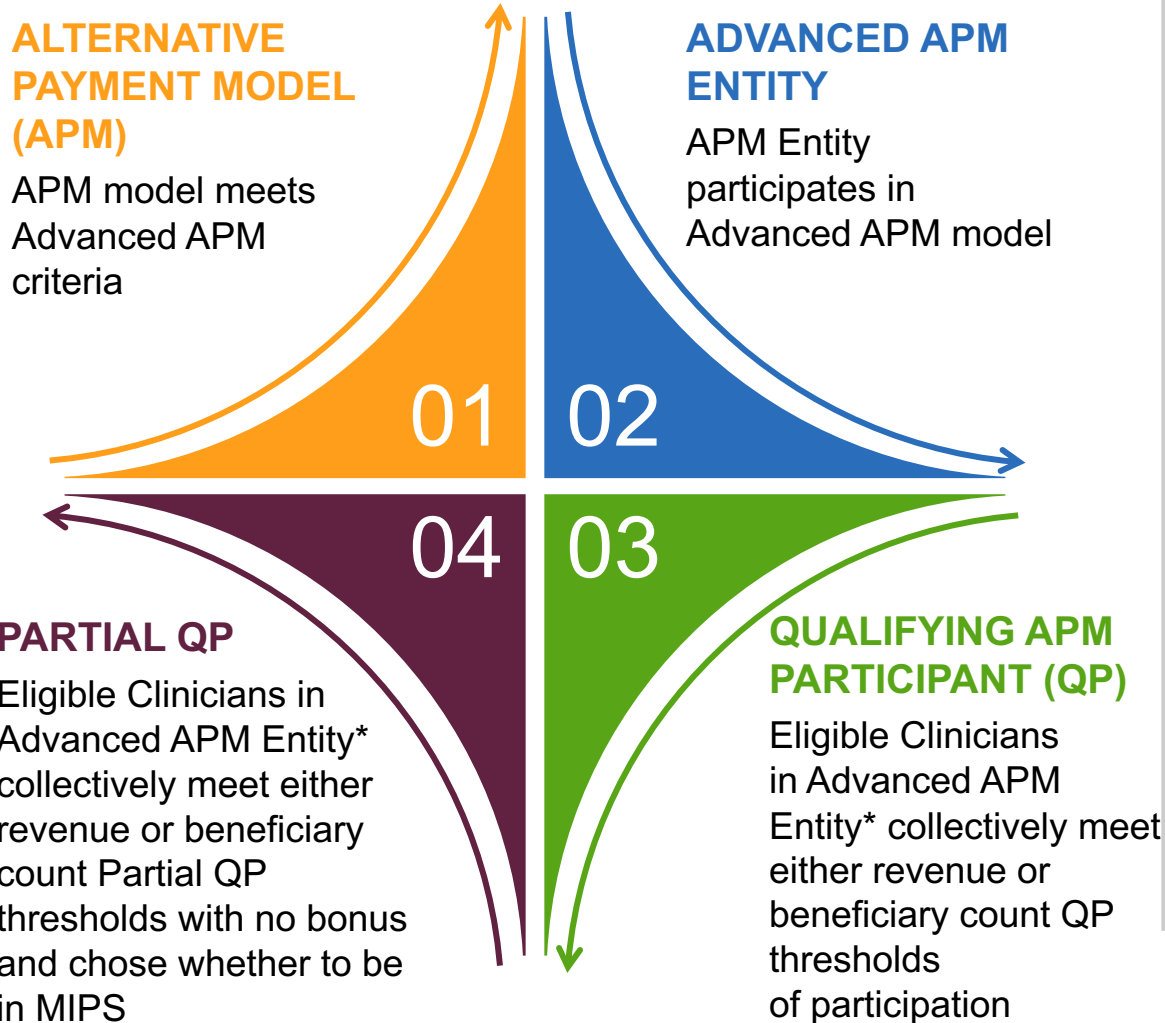 ALTERNATIVE
PAYMENT MODEL
(APM)
APM model meets
Advanced APM
criteria
01
ADVANCED APM
ENTITY
APM Entity
participates in
Advanced APM model
02
03
QUALIFYING APM
PARTICIPANT (QP)
Eligible Clinicians
in Advanced APM
Entity* collectively meet
either revenue or
beneficiary count QP
thresholds
of participation
04
PARTIAL QP
Eligible Clinicians in
Advanced APM Entity*
collectively meet either
revenue or beneficiary
count Partial QP
thresholds with no bonus
and chose whether to be
in MIPS